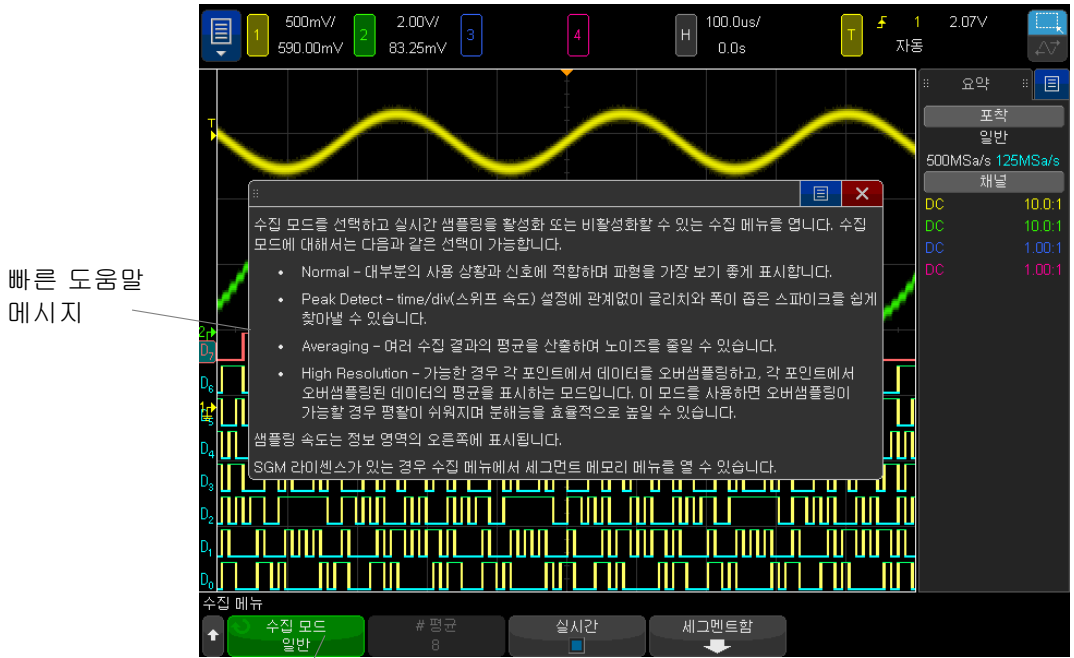 500mV/
590.00mV
1
2
2.00V/
83.25mV
3
4
H
100.0us/
0.0s
T
1
2.07V
자동
요약
포착
일반
500MSa/s 125MSa/s
채널
DC 10.0:1
DC 10.0:1
DC 1.00:1
DC 1.00:1
T
수집 모드를 선택하고 실시간 샘플링을 활성화 또는 비활성화할 수 있는 수집 메뉴를 엽니다. 수집
모드에 대해서는 다음과 같은 선택이 가능합니다.
• Normal – 대부분의 사용 상황과 신호에 적합하며 파형을 가장 보기 좋게 표시합니다.
• Peak Detect – time/div(스위프 속도) 설정에 관계없이 글리치와 폭이 좁은 스파이크를 쉽게
찾아낼 수 있습니다.
• Averaging – 여러 수집 결과의 평균을 산출하며 노이즈를 줄일 수 있습니다.
• High Resolution – 가능한 경우 각 포인트에서 데이터를 오버샘플링하고, 각 포인트에서
오버샘플링된 데이터의 평균을 표시하는 모드입니다. 이 모드를 사용하면 오버샘플링이
가능할 경우 평활이 쉬워지며 분해능을 효율적으로 높일 수 있습니다.
샘플링 속도는 정보 영역의 오른쪽에 표시됩니다.
SGM 라이센스가 있는 경우 수집 메뉴에서 세그먼트 메모리 메뉴를 열 수 있습니다.
빠른 도움말
메시지
2
D7
D6
1
D4
D3
D2
D1
D0
수집 메뉴
수집 모드
일반
# 평균
8
실시간
세그멘트함